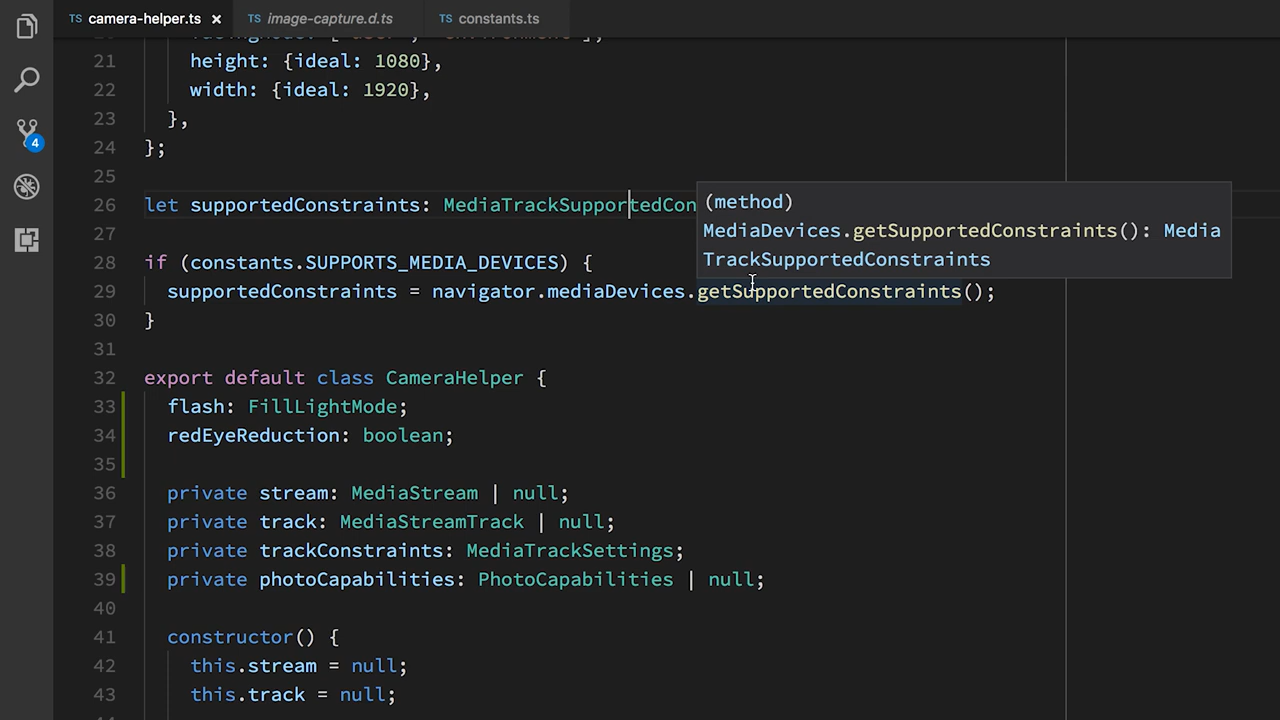 TS camera-helper.ts × TS image-capture.d.ts TS constants.ts
21 height: {ideal: 1080},
22 width: {ideal: 1920},
23 },
24 };
25
26 let supportedConstraints: MediaTrackSupportedCon
(method)
MediaDevices.getSupportedConstraints(): Media
TrackSupportedConstraints
27
28 if (constants.SUPPORTS_MEDIA_DEVICES) {
29 supportedConstraints = navigator.mediaDevices.getSupportedConstraints();
30 }
31
32 export default class CameraHelper {
33 flash: FillLightMode;
34 redEyeReduction: boolean;
35
36 private stream: MediaStream | null;
37 private track: MediaStreamTrack | null;
38 private trackConstraints: MediaTrackSettings;
39 private photoCapabilities: PhotoCapabilities | null;
40
41 constructor() {
42 this.stream = null;
43 this.track = null;
4